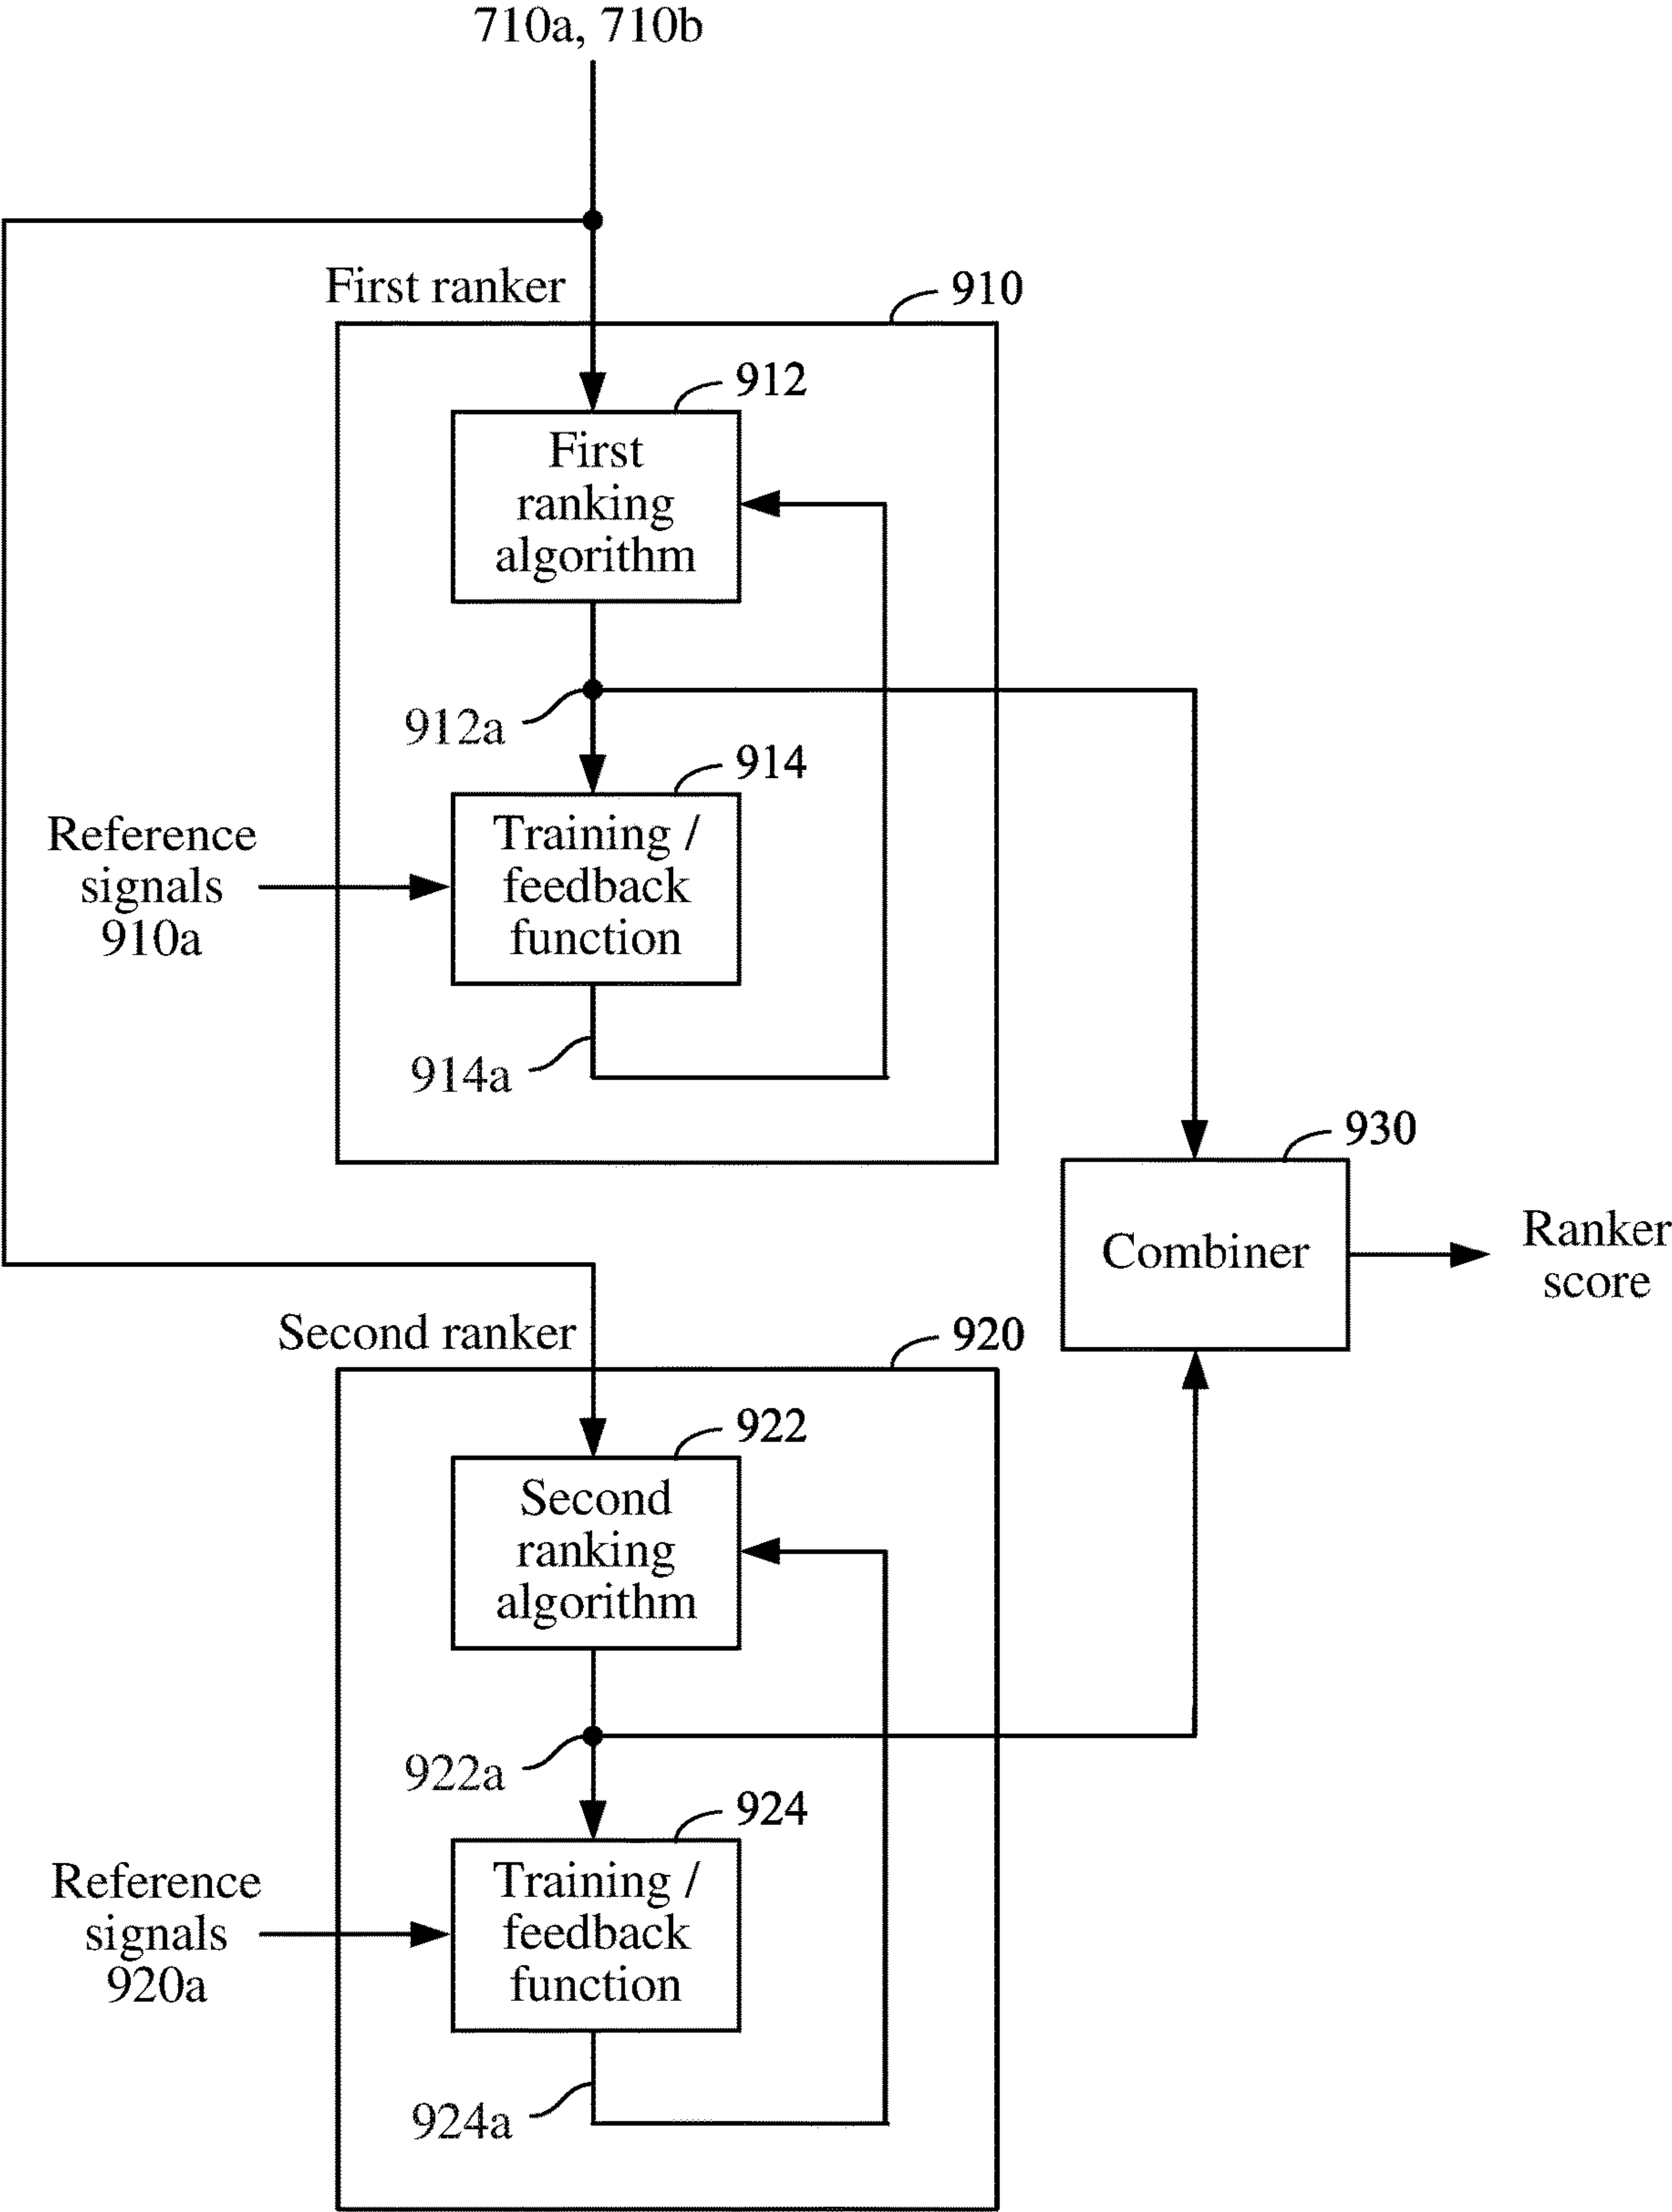 710a, 710b
First ranker
910
912
First
ranking
algorithm
912a
914
Reference
signals
910a
Training /
feedback
function
914a
930
Combiner
Ranker
score
Second ranker
920
922
Second
ranking
algorithm
922a
924
Reference
signals
920a
Training /
feedback
function
924a